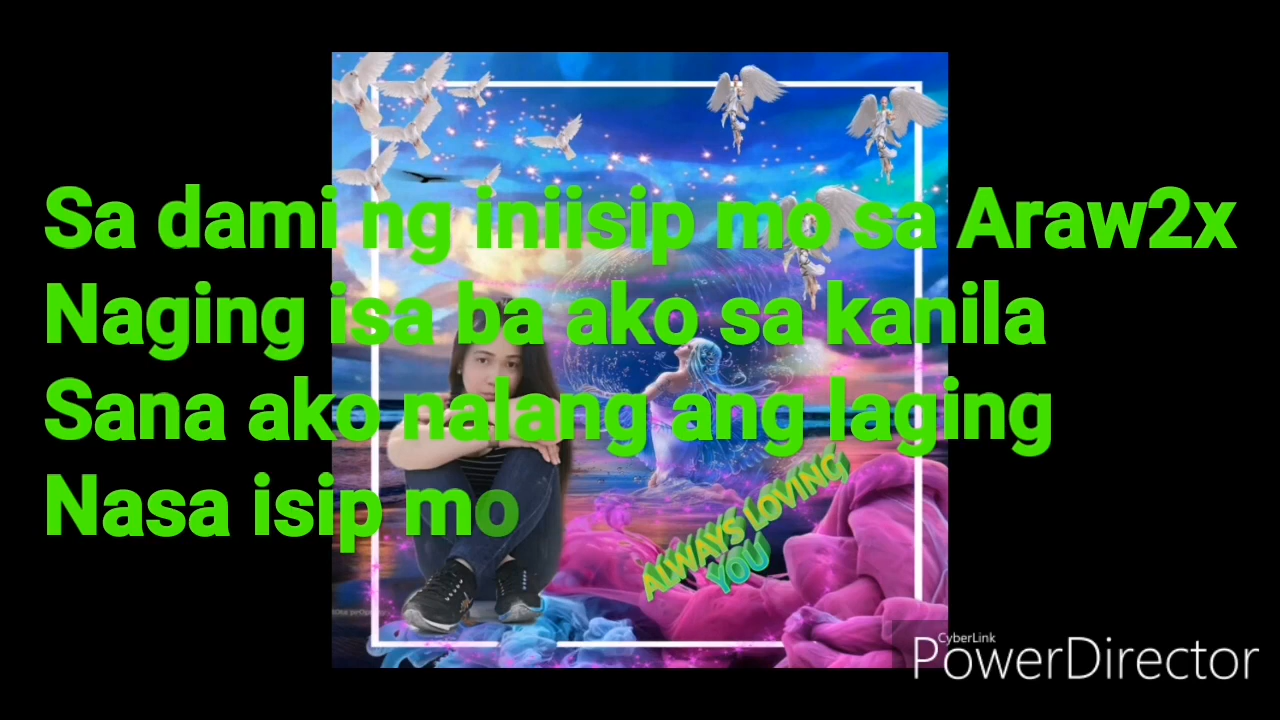 Sa dami ng iniisip mo sa Araw2x
Naging isa ba ako sa kanila
Sana ako nalang ang laging
Nasa isip mo
ALWAYS LOVING
YOU
CyberLink
PowerDirector